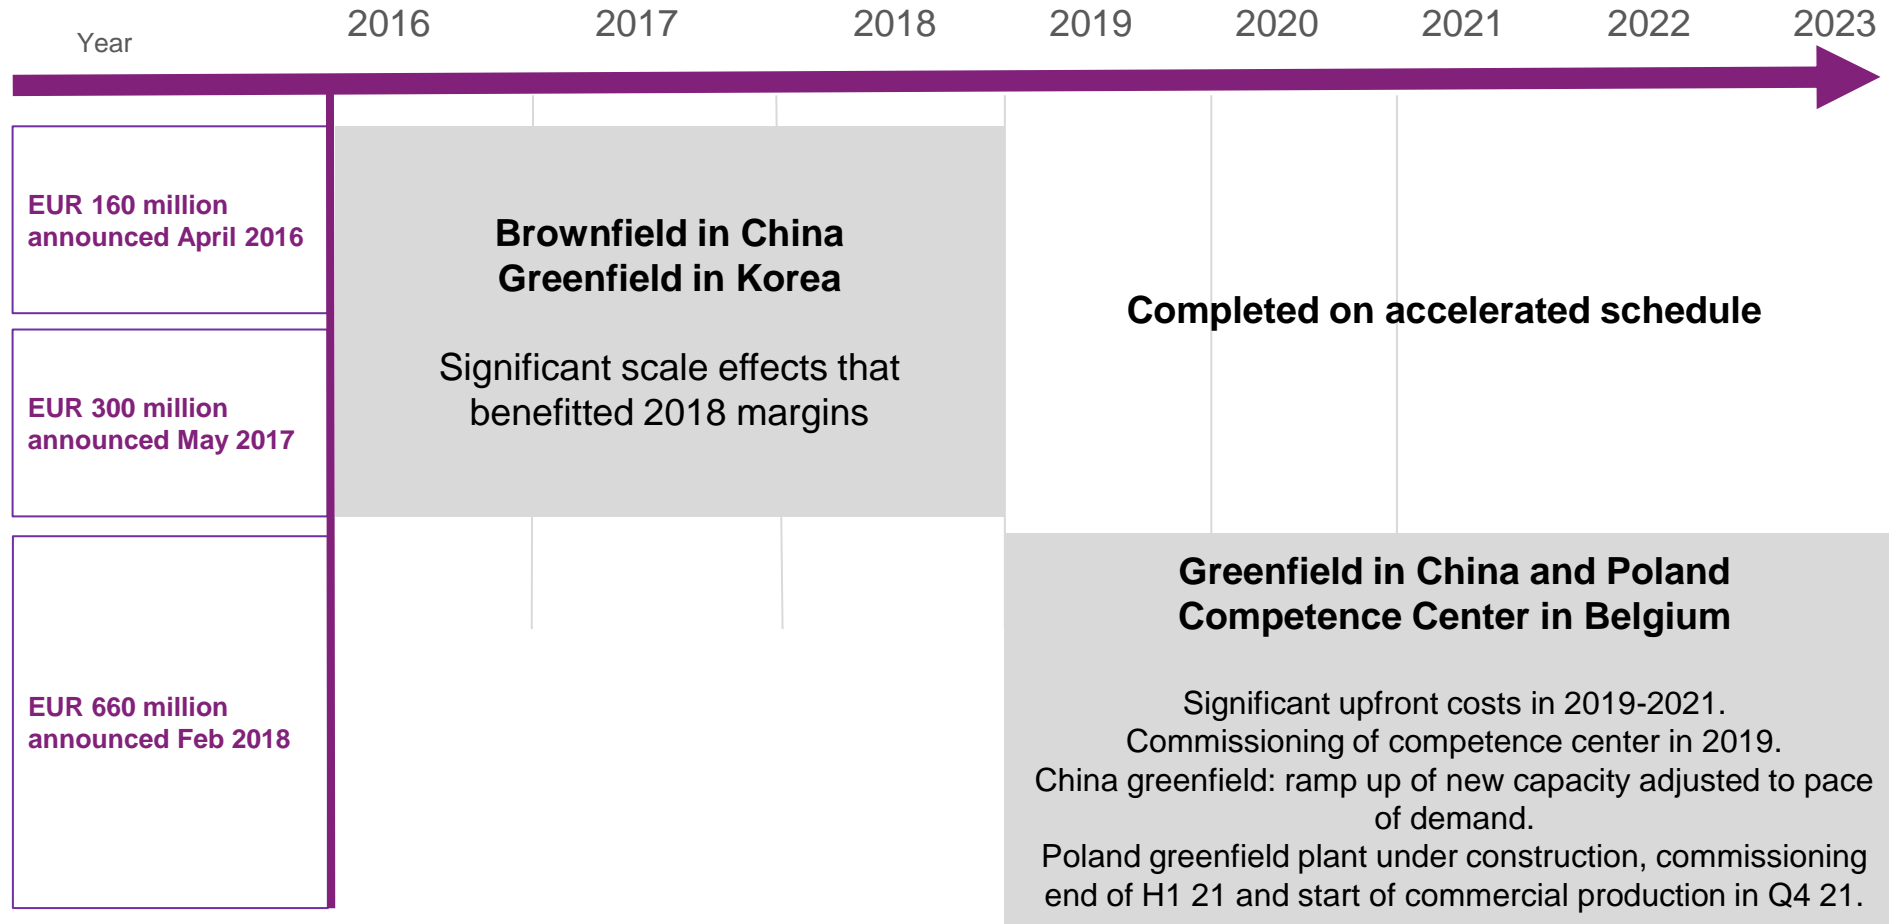 Year
2016
2017
2018
2019
2020
2021
2022
2023
EUR 160 million
announced April 2016
Brownfield in China
Greenfield in Korea
Significant scale effects that
benefitted 2018 margins
Completed on accelerated schedule
EUR 300 million
announced May 2017
EUR 660 million
announced Feb 2018
Greenfield in China and Poland
Competence Center in Belgium
Significant upfront costs in 2019-2021.
Commissioning of competence center in 2019.
China greenfield: ramp up of new capacity adjusted to pace
of demand.
Poland greenfield plant under construction, commissioning
end of H1 21 and start of commercial production in Q4 21.